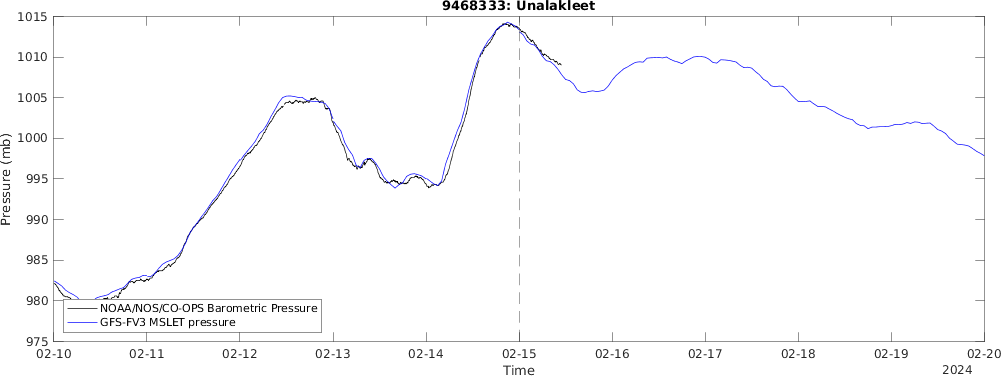 9468333: Unalakleet
1015
1010
1005
1000
995
990
985
980
975
Pressure (mb)
NOAA/NOS/CO-OPS Barometric Pressure
GFS-FV3 MSLET pressure
02-10 02-11 02-12 02-13 02-14 02-15 02-16 02-17 02-18 02-19 02-20
Time
2024